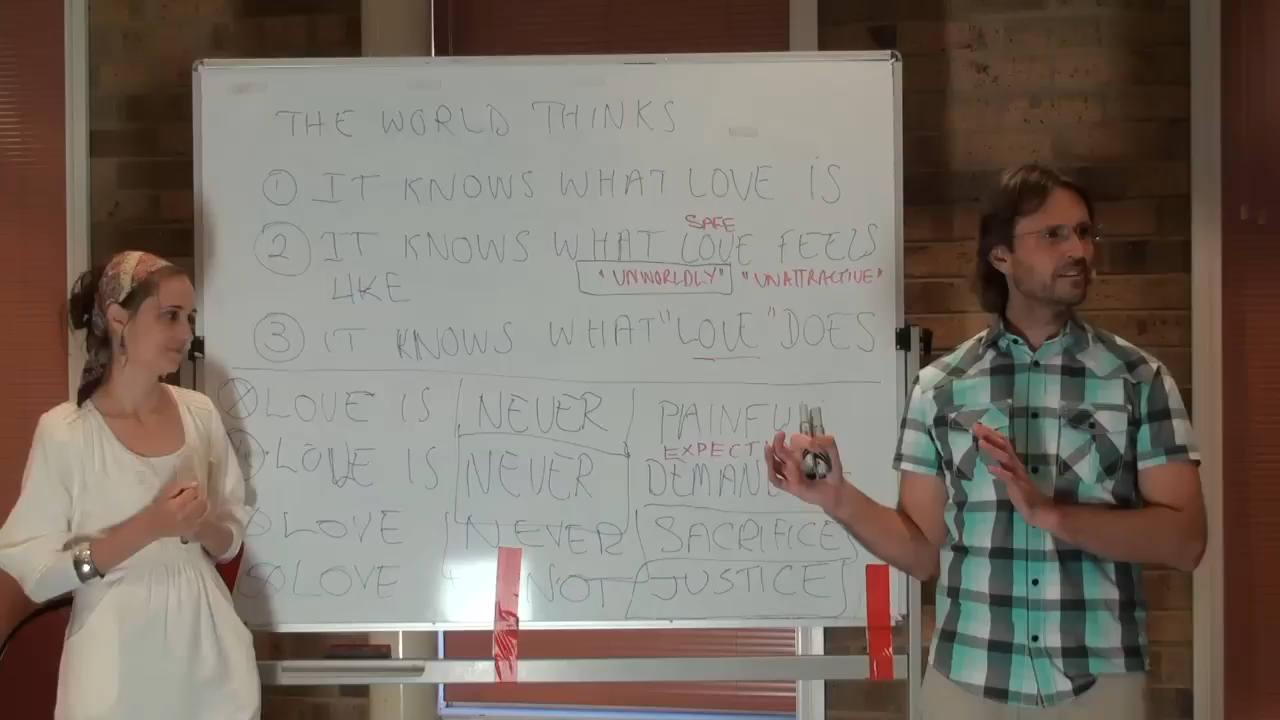 THE WORLD THINKS
① IT KNOWS WHAT LOVE IS
SAFE
② IT KNOWS WHAT LOVE FEELS
LIKE "UNWORLDLY" "UNATTRACTIVE"
③ IT KNOWS WHAT "LOVE" DOES
LOVE IS NEVER PAINFU
EXPECT
LOVE IS NEVER DEMAND
LOVE NEVER SACRIFICE
LOVE NOT JUSTICE